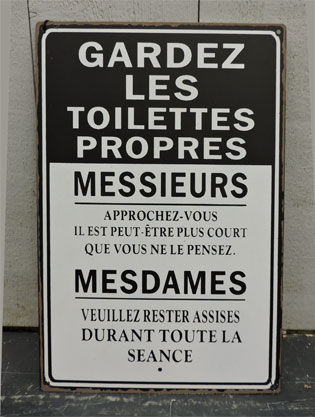 GARDEZ
LES
TOILETTES
PROPRES
MESSIEURS
APPROCHEZ-VOUS
IL EST PEUT-ÊTRE PLUS COURT
QUE VOUS NE LE PENSEZ.
MESDAMES
VEUILLEZ RESTER ASSISES
DURANT TOUTE LA
SEANCE